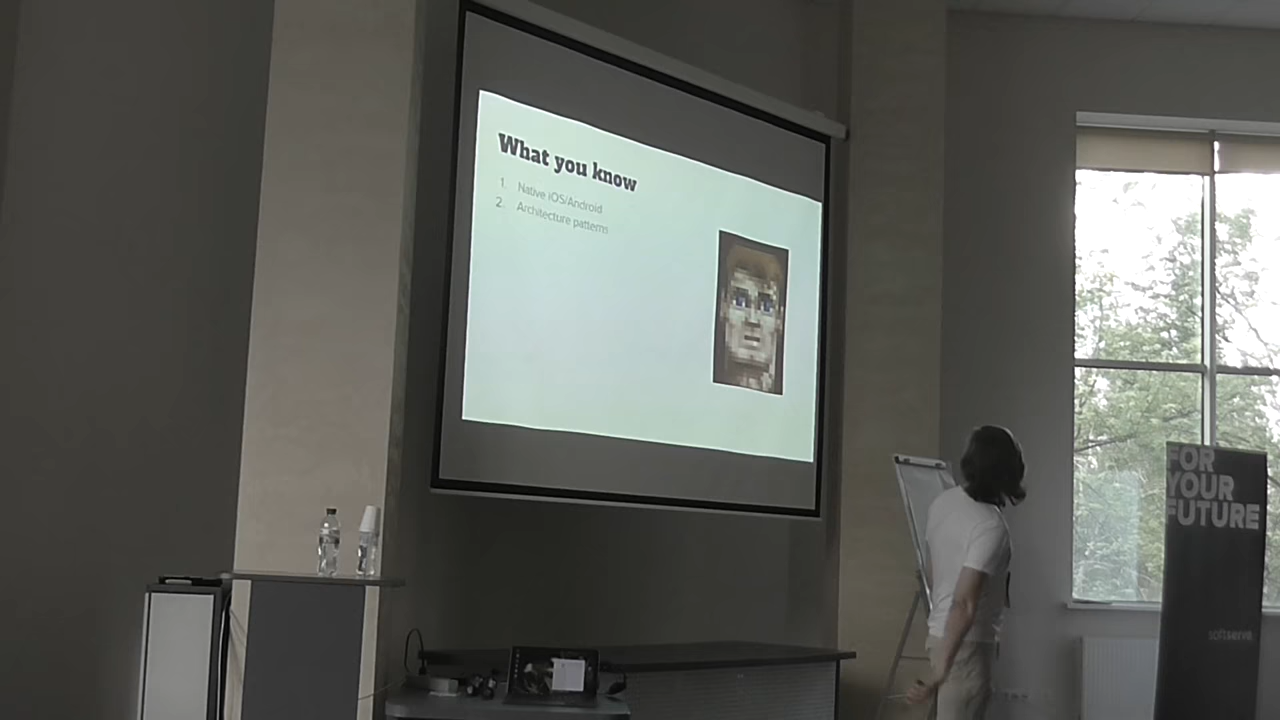 What you know
1. Native iOS/Android
2. Architecture patterns
FOR
YOUR
FUTURE
softserve